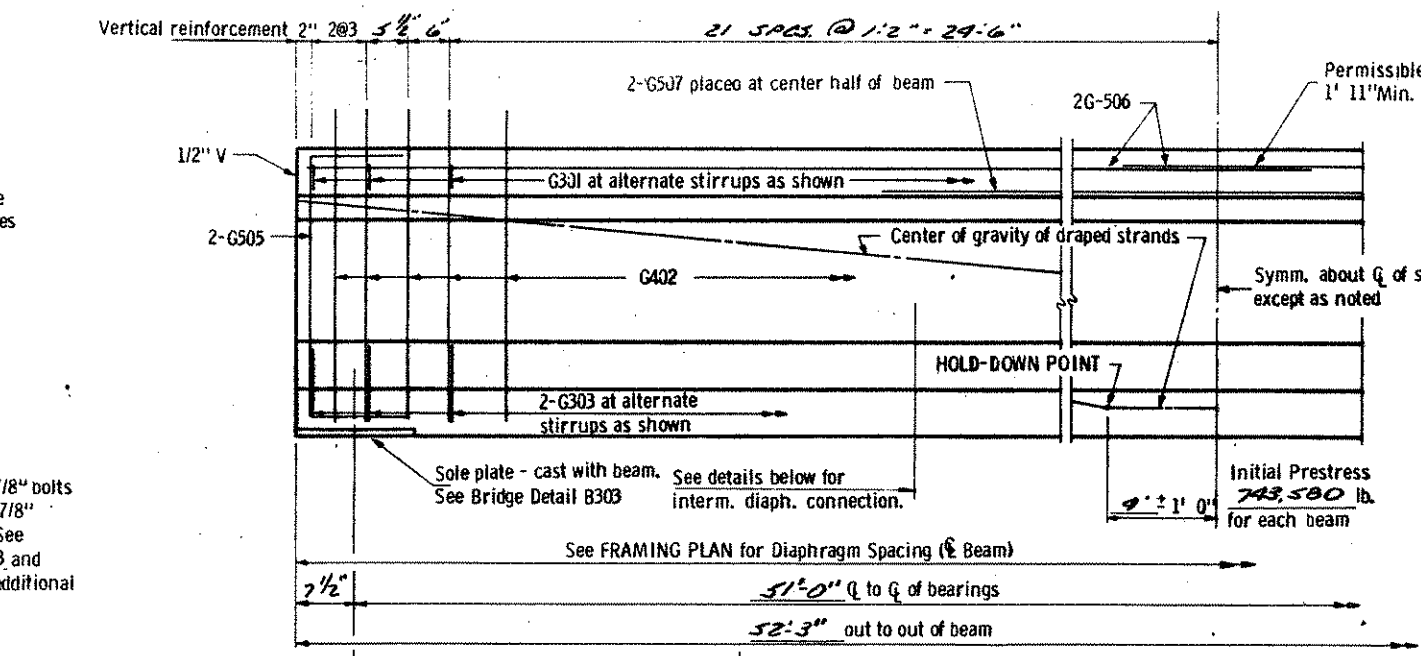 Vertical reinforcement 2" 2@3 5½" 6" 21 SPCS. @ 1'-2" = 24'-6"
2-G507 placed at center half of beam
2G-506
Permissible
1' 11" Min.
1/2" V
G301 at alternate stirrups as shown
2-G505
Center of gravity of draped strands
G402
Symm. about ℄ of s
except as noted
HOLD-DOWN POINT
2-G303 at alternate
stirrups as shown
Sole plate - cast with beam.
See Bridge Detail B303
See details below for
interm. diaph. connection.
Initial Prestress
743,580 lb.
for each beam
4' ± 1' 0"
/8" bolts
7/8"
See
3 and
additional
See FRAMING PLAN for Diaphragm Spacing (℄ Beam)
7½"
51'-0" ℄ to ℄ of bearings
52'-3" out to out of beam